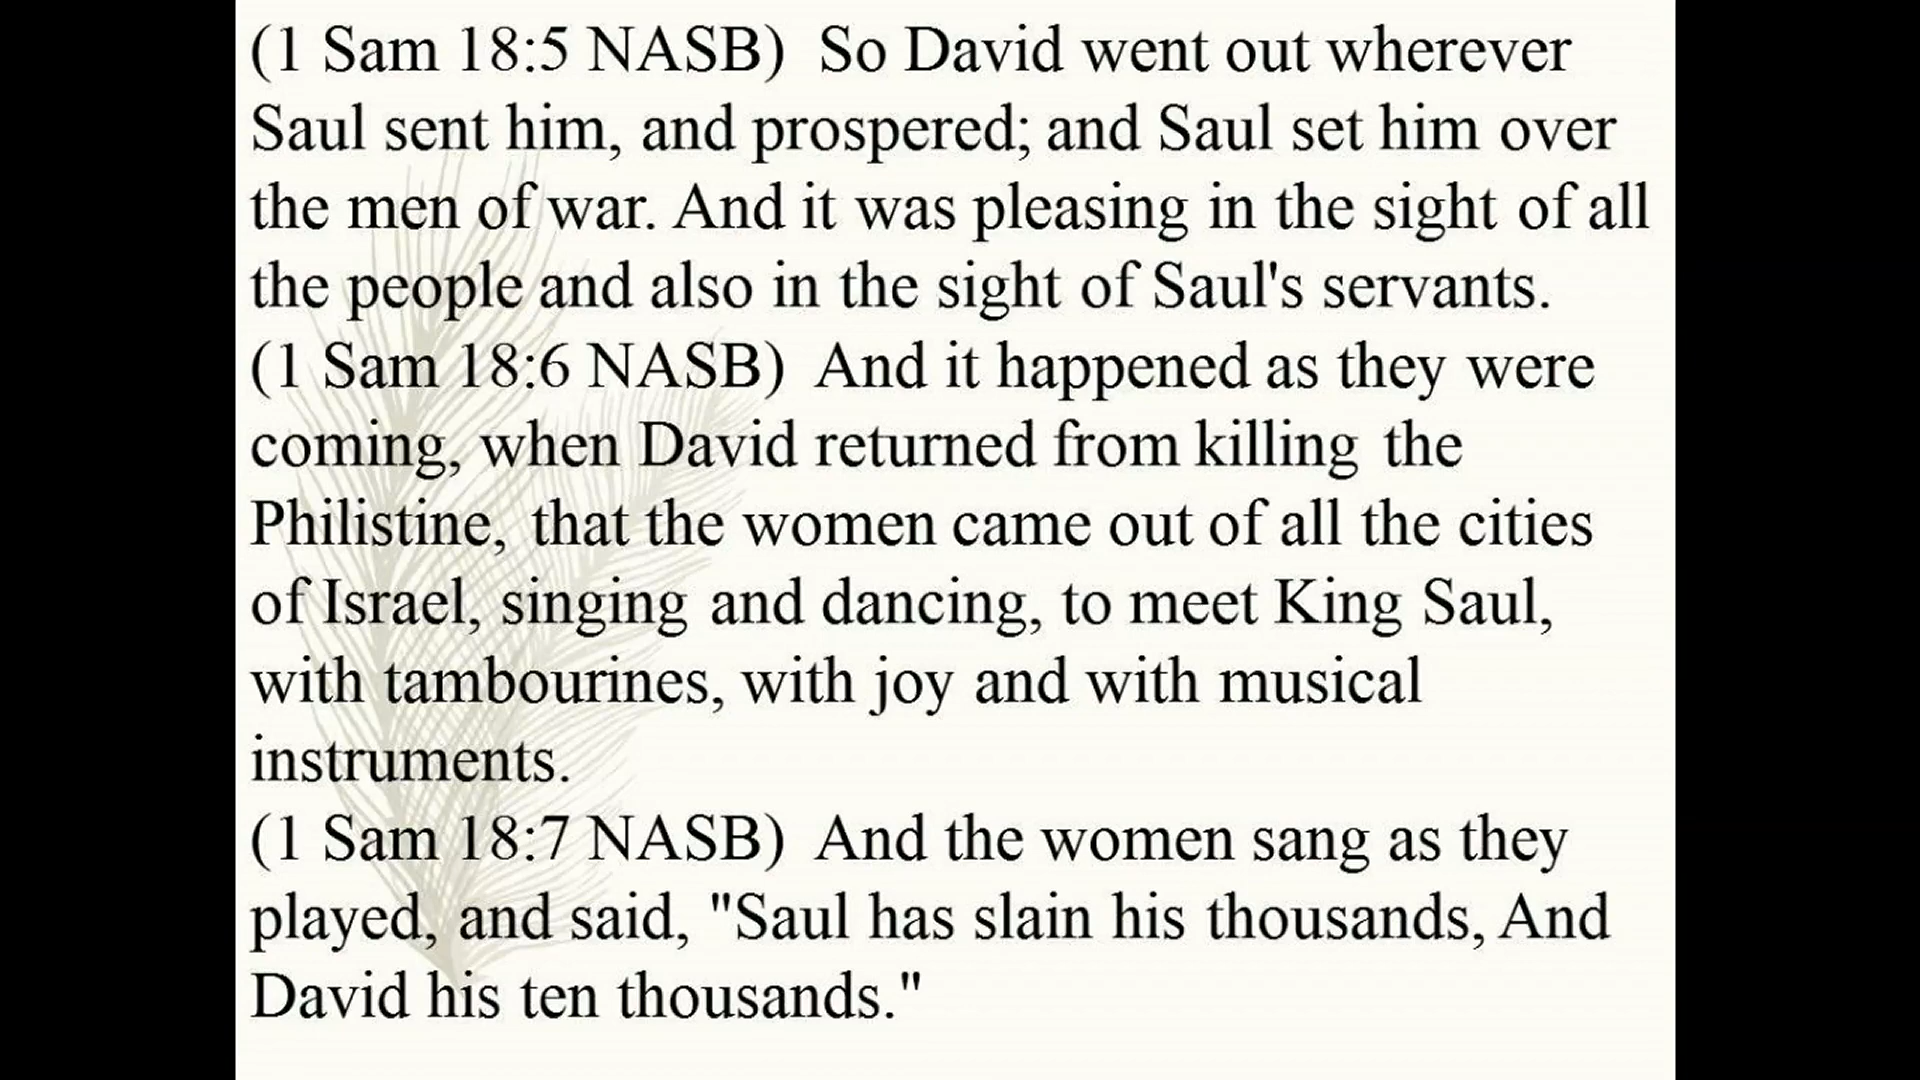 (1 Sam 18:5 NASB)  So David went out wherever
Saul sent him, and prospered; and Saul set him over
the men of war. And it was pleasing in the sight of all
the people and also in the sight of Saul's servants.
(1 Sam 18:6 NASB)  And it happened as they were
coming, when David returned from killing the
Philistine, that the women came out of all the cities
of Israel, singing and dancing, to meet King Saul,
with tambourines, with joy and with musical
instruments.
(1 Sam 18:7 NASB)  And the women sang as they
played, and said, "Saul has slain his thousands, And
David his ten thousands."